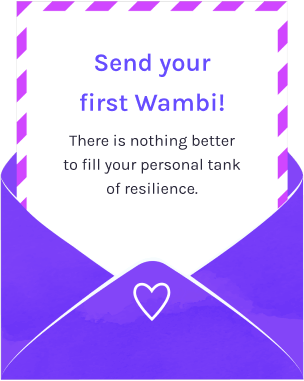 Send your
first Wambi!
There is nothing better
to fill your personal tank
of resilience.